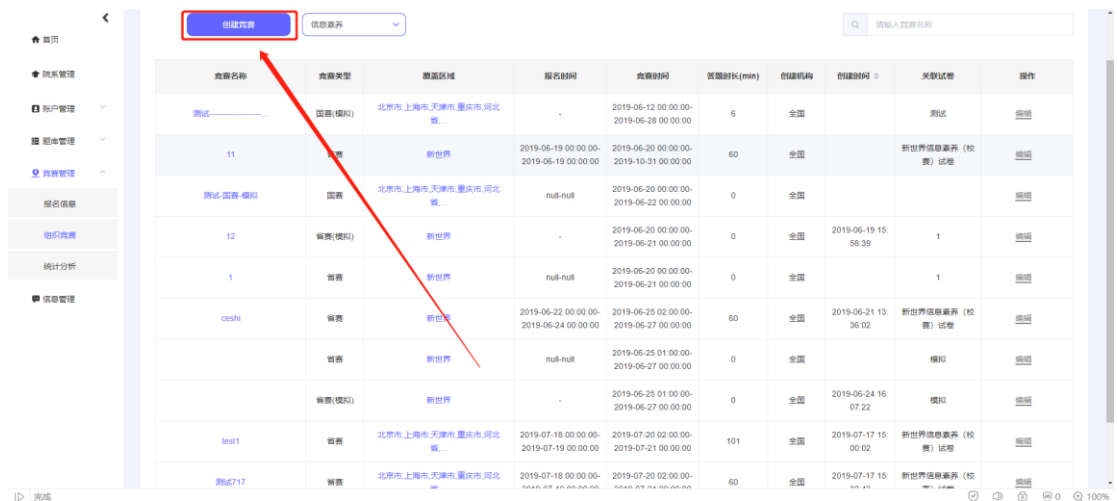 创建竞赛
信息素养
请输入竞赛名称
首页
院系管理
账户管理
题库管理
竞赛管理
报名信息
组织竞赛
统计分析
信息管理
竞赛名称 竞赛类型 覆盖区域 报名时间 竞赛时间 答题时长(min) 创建机构 创建时间 关联试卷 操作
测试-------------------... 国赛(模拟) 北京市,上海市,天津市,重庆市,河北 - 2019-06-12 00:00:00- 6 全国 测试 编辑
省,... 2019-06-28 00:00:00
11 赛 新世界 2019-06-19 00:00:00- 2019-06-20 00:00:00- 60 全国 新世界信息素养（校 编辑
2019-06-19 00:00:00 2019-10-31 00:00:00 赛）试卷
测试-国赛-模拟 国赛 北京市,上海市,天津市,重庆市,河北 null-null 2019-06-20 00:00:00- 0 全国 编辑
省,... 2019-06-22 00:00:00
12 省赛(模拟) 新世界 - 2019-06-20 00:00:00- 0 全国 2019-06-19 15: 1 编辑
2019-06-21 00:00:00 58:39
1 省赛 新世界 null-null 2019-06-20 00:00:00- 0 全国 1 编辑
2019-06-21 00:00:00
ceshi 省赛 新世界 2019-06-22 00:00:00- 2019-06-25 02:00:00- 60 全国 2019-06-21 13: 新世界信息素养（校 编辑
2019-06-24 00:00:00 2019-06-27 00:00:00 36:02 赛）试卷
省赛 新世界 null-null 2019-06-25 01:00:00- 0 全国 模拟 编辑
2019-06-27 00:00:00
省赛(模拟) 新世界 - 2019-06-25 01:00:00- 0 全国 2019-06-24 16: 模拟 编辑
2019-06-27 00:00:00 07:22
test1 省赛 北京市,上海市,天津市,重庆市,河北 2019-07-18 00:00:00- 2019-07-20 02:00:00- 101 全国 2019-07-17 15: 新世界信息素养（校 编辑
省,... 2019-07-19 00:00:00 2019-07-21 00:00:00 00:02 赛）试卷
测试717 省赛 北京市,上海市,天津市,重庆市,河北 2019-07-18 00:00:00- 2019-07-20 02:00:00- 60 全国 2019-07-17 15: 新世界信息素养（校 编辑
完成 0 100%